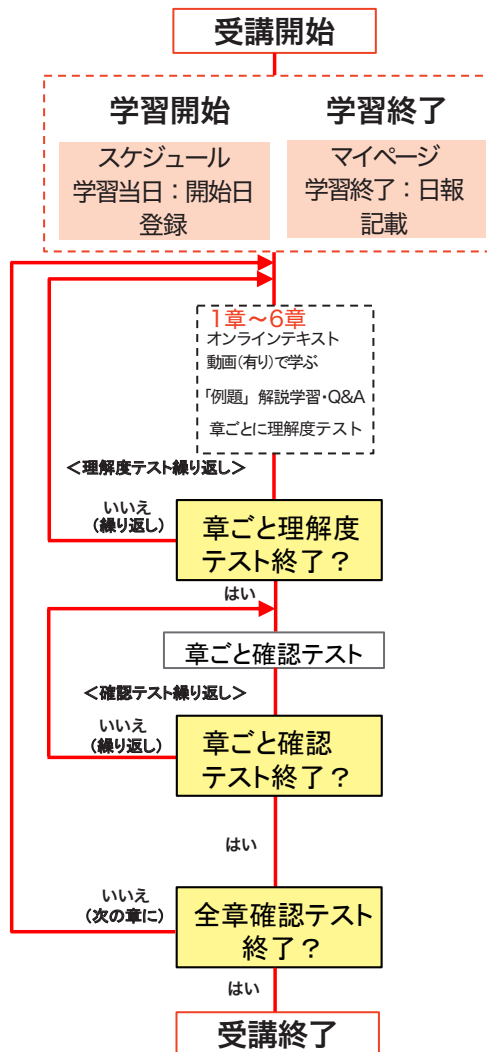 受講開始
学習開始
スケジュール
学習当日：開始日
登録
学習終了
マイページ
学習終了：日報
記載
1章～6章
オンラインテキスト
動画(有り)で学ぶ
「例題」解説学習・Q&A
章ごとに理解度テスト
＜理解度テスト繰り返し＞
いいえ
(繰り返し)
章ごと理解度
テスト終了？
はい
章ごと確認テスト
＜確認テスト繰り返し＞
いいえ
(繰り返し)
章ごと確認
テスト終了？
はい
いいえ
(次の章に)
全章確認テスト
終了？
はい
受講終了